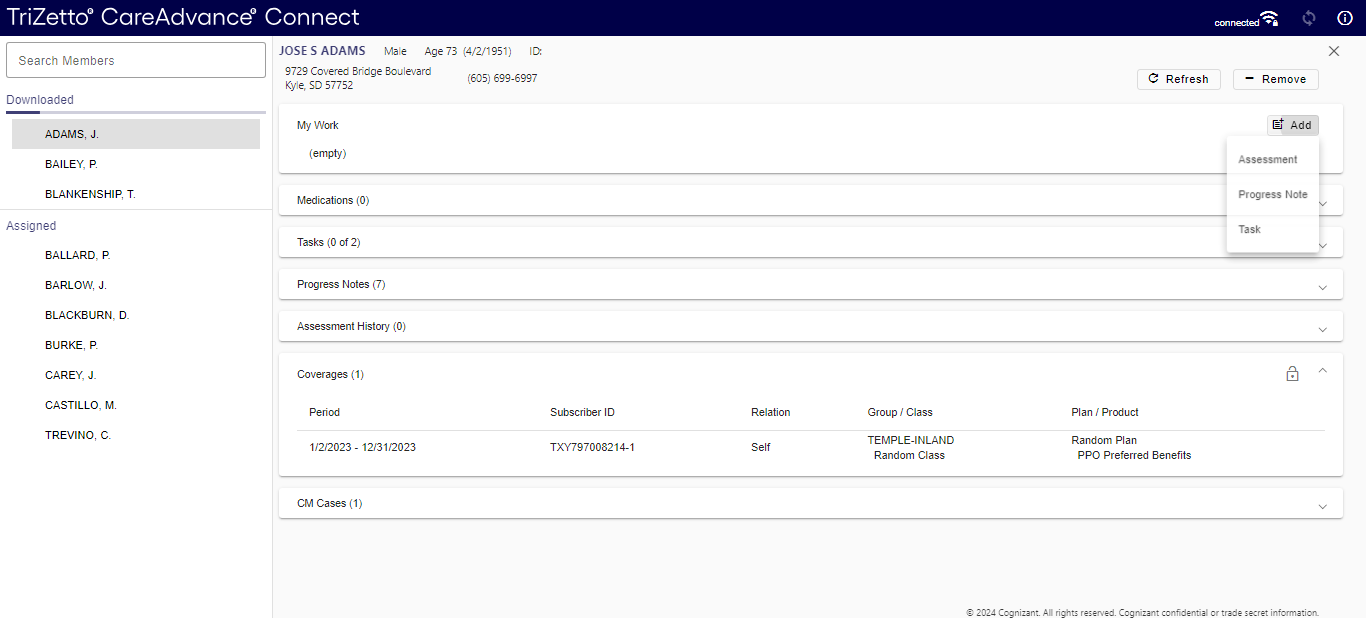 TriZetto® CareAdvance® Connect
connected
Search Members
Downloaded
ADAMS, J.
BAILEY, P.
BLANKENSHIP, T.
Assigned
BALLARD, P.
BARLOW, J.
BLACKBURN, D.
BURKE, P.
CAREY, J.
CASTILLO, M.
TREVINO, C.
JOSE S ADAMS Male Age 73 (4/2/1951) ID:
9729 Covered Bridge Boulevard
Kyle, SD 57752
(605) 699-6997
Refresh
Remove
My Work
Add
(empty)
Assessment
Progress Note
Task
Medications (0)
Tasks (0 of 2)
Progress Notes (7)
Assessment History (0)
Coverages (1)
Period Subscriber ID Relation Group / Class Plan / Product
1/2/2023 - 12/31/2023 TXY797008214-1 Self TEMPLE-INLAND Random Plan
Random Class PPO Preferred Benefits
CM Cases (1)
© 2024 Cognizant. All rights reserved. Cognizant confidential or trade secret information.